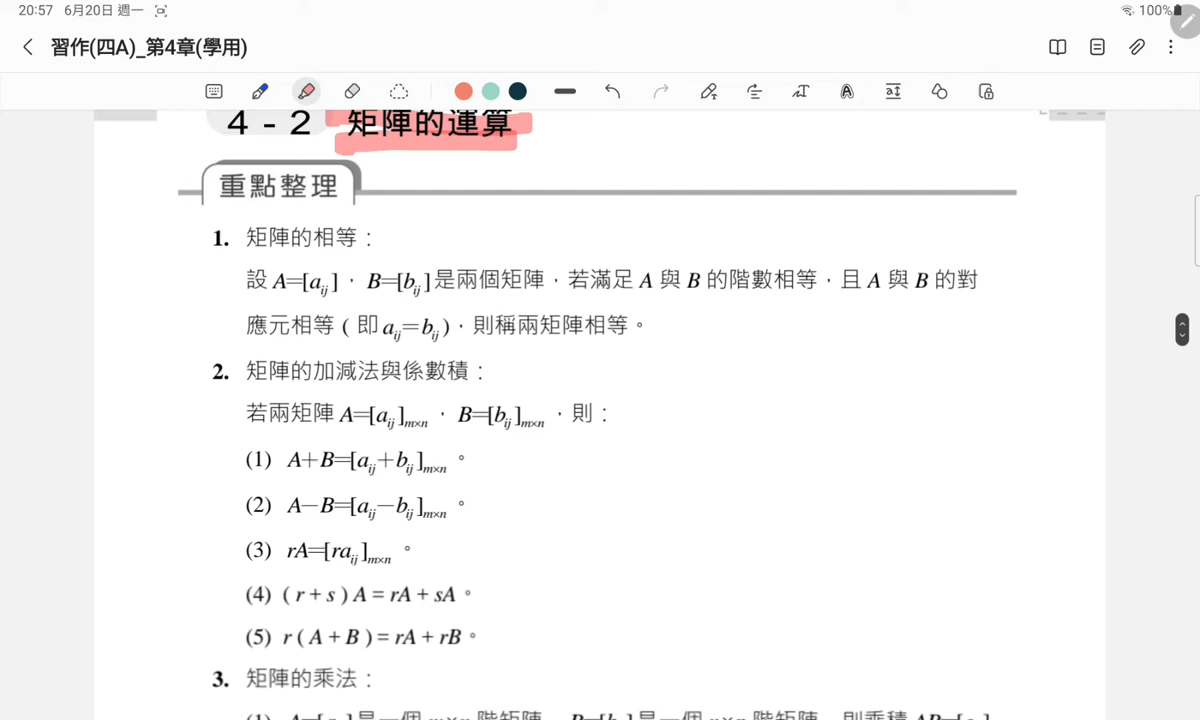 20:57 6月20日 週一 100%
習作(四A)_第4章(學用)
4 - 2 矩陣的運算
重點整理
1. 矩陣的相等：
設 A=[aij]，B=[bij]是兩個矩陣，若滿足 A 與 B 的階數相等，且 A 與 B 的對
應元相等 ( 即 aij=bij )，則稱兩矩陣相等。
2. 矩陣的加減法與係數積：
若兩矩陣 A=[aij]m×n，B=[bij]m×n，則：
(1) A+B=[aij+bij]m×n。
(2) A−B=[aij−bij]m×n。
(3) rA=[raij]m×n。
(4) ( r + s ) A = rA + sA。
(5) r ( A + B ) = rA + rB。
3. 矩陣的乘法：